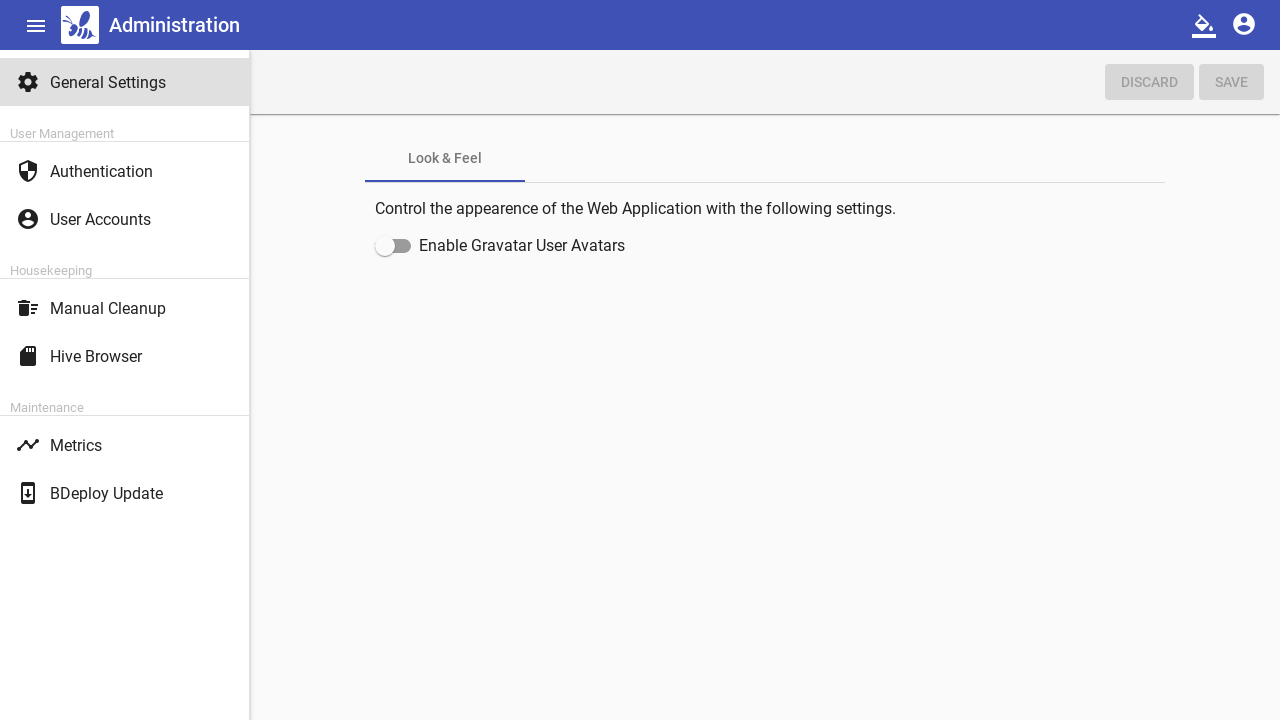 Administration
General Settings
DISCARD
SAVE
User Management
Authentication
User Accounts
Housekeeping
Manual Cleanup
Hive Browser
Maintenance
Metrics
BDeploy Update
Look & Feel
Control the appearence of the Web Application with the following settings.
Enable Gravatar User Avatars